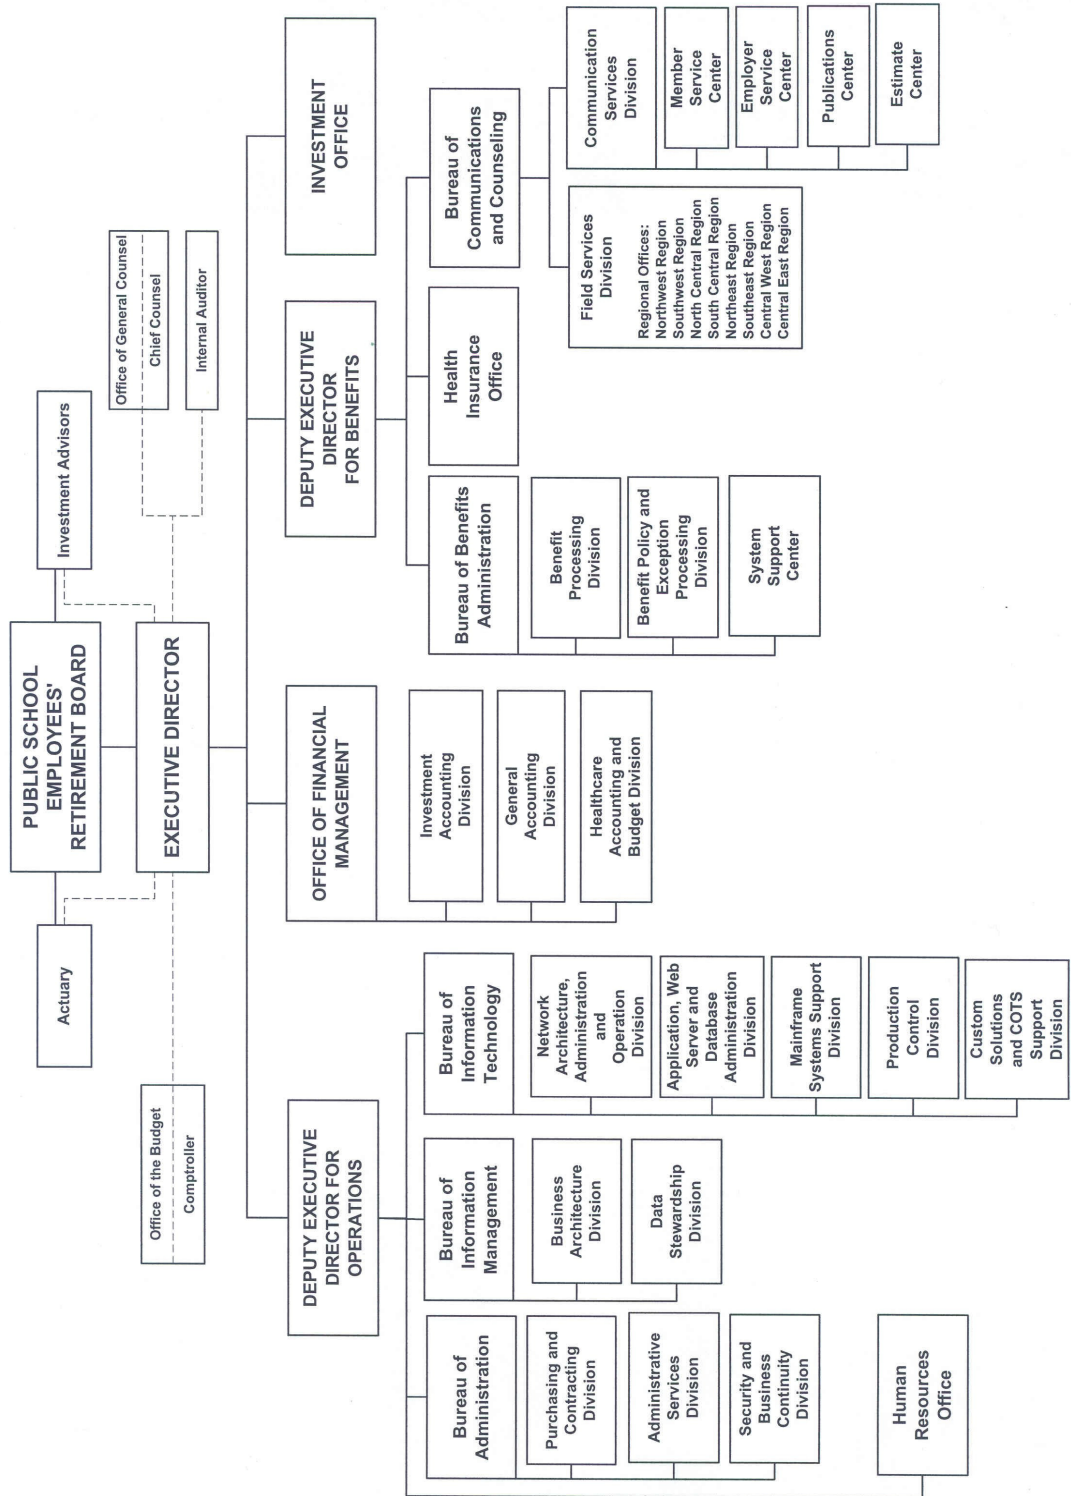 PUBLIC SCHOOL
EMPLOYEES'
RETIREMENT BOARD
Actuary
Investment Advisors
EXECUTIVE DIRECTOR
Office of the Budget
Comptroller
Office of General Counsel
Chief Counsel
Internal Auditor
DEPUTY EXECUTIVE
DIRECTOR FOR
OPERATIONS
OFFICE OF FINANCIAL
MANAGEMENT
DEPUTY EXECUTIVE
DIRECTOR
FOR BENEFITS
INVESTMENT
OFFICE
Bureau of
Administration
Purchasing and
Contracting
Division
Administrative
Services
Division
Security and
Business
Continuity
Division
Human
Resources
Office
Bureau of
Information
Management
Business
Architecture
Division
Data
Stewardship
Division
Bureau of
Information
Technology
Network
Architecture,
Administration
and
Operation
Division
Application, Web
Server and
Database
Administration
Division
Mainframe
Systems Support
Division
Production
Control
Division
Custom
Solutions
and COTS
Support
Division
Investment
Accounting
Division
General
Accounting
Division
Healthcare
Accounting and
Budget Division
Bureau of Benefits
Administration
Benefit
Processing
Division
Benefit Policy and
Exception
Processing
Division
System
Support
Center
Health
Insurance
Office
Bureau of
Communications
and Counseling
Field Services
Division
Regional Offices:
Northwest Region
Southwest Region
North Central Region
South Central Region
Northeast Region
Southeast Region
Central West Region
Central East Region
Communication
Services
Division
Member
Service
Center
Employer
Service
Center
Publications
Center
Estimate
Center